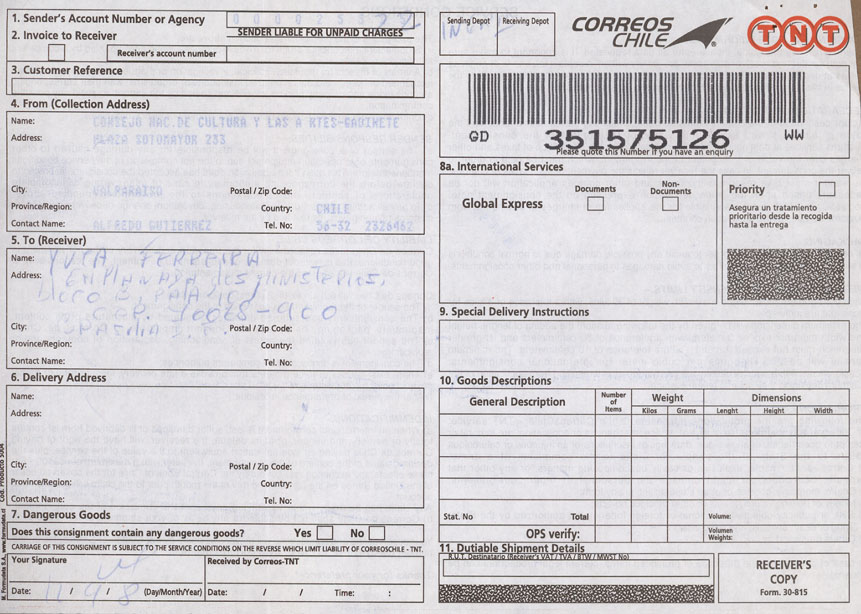 1. Sender's Account Number or Agency
SENDER LIABLE FOR UNPAID CHARGES
2. Invoice to Receiver
Receiver's account number
3. Customer Reference
4. From (Collection Address)
Name: CONSEJO NAC.DE CULTURA Y LAS A RTES-GABINETE
Address: PLAZA SOTOMAYOR 233
City: VALPARAISO Postal / Zip Code:
Province/Region: Country: CHILE
Contact Name: ALFREDO GUTIERREZ Tel. No: 56-32 2326462
5. To (Receiver)
Name: FERREIRA
Address: MINISTERIOS,
70068-900
City: Postal / Zip Code:
Province/Region: Country:
Contact Name: Tel. No:
6. Delivery Address
Name:
Address:
City: Postal / Zip Code:
Province/Region: Country:
Contact Name: Tel. No:
7. Dangerous Goods
Does this consignment contain any dangerous goods? Yes No
CARRIAGE OF THIS CONSIGNMENT IS SUBJECT TO THE SERVICE CONDITIONS ON THE REVERSE WHICH LIMIT LIABILITY OF CORREOSCHILE - TNT.
Your Signature Received by Correos-TNT
Date: / / (Day/Month/Year) Date: / / Time: :
Sending Depot Receiving Depot
CORREOS CHILE
TNT
GD 351575126 WW
Please quote this Number if you have an enquiry
8a. International Services
Documents Non-Documents
Global Express
Priority
Asegura un tratamiento
prioritario desde la recogida
hasta la entrega
9. Special Delivery Instructions
10. Goods Descriptions
General Description Number of Items Weight Dimensions
Kilos Grams Lenght Height Width
Stat. No Total Volume:
OPS verify: Volumen Weights:
11. Dutiable Shipment Details
R.U.T. Destinatario (Receiver's VAT / TVA / BTW / MWST No)
RECEIVER'S
COPY
Form. 30-815